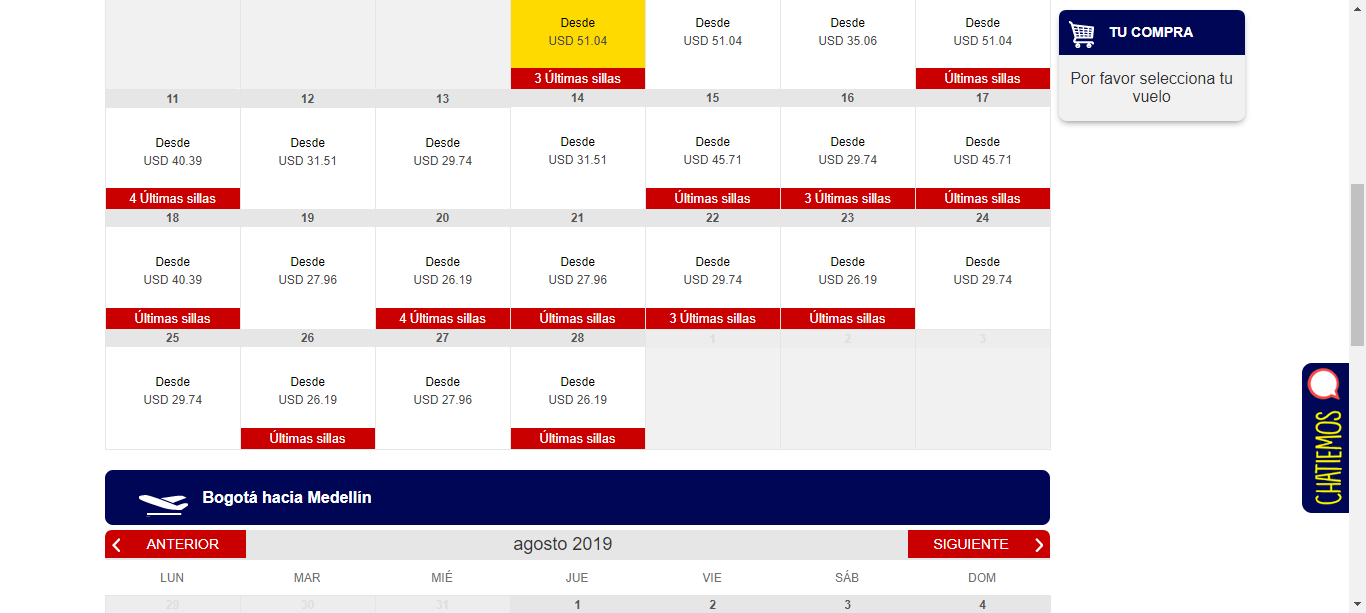 Desde Desde Desde Desde
USD 51.04 USD 51.04 USD 35.06 USD 51.04
3 Últimas sillas Últimas sillas
TU COMPRA
Por favor selecciona tu
vuelo
11 12 13 14 15 16 17
Desde Desde Desde Desde Desde Desde Desde
USD 40.39 USD 31.51 USD 29.74 USD 31.51 USD 45.71 USD 29.74 USD 45.71
4 Últimas sillas Últimas sillas 3 Últimas sillas Últimas sillas
18 19 20 21 22 23 24
Desde Desde Desde Desde Desde Desde Desde
USD 40.39 USD 27.96 USD 26.19 USD 27.96 USD 29.74 USD 26.19 USD 29.74
Últimas sillas 4 Últimas sillas Últimas sillas 3 Últimas sillas Últimas sillas
25 26 27 28 1 2 3
Desde Desde Desde Desde
USD 29.74 USD 26.19 USD 27.96 USD 26.19
Últimas sillas Últimas sillas
CHATIEMOS
Bogotá hacia Medellín
ANTERIOR agosto 2019 SIGUIENTE
LUN MAR MIÉ JUE VIE SÁB DOM
29 30 31 1 2 3 4